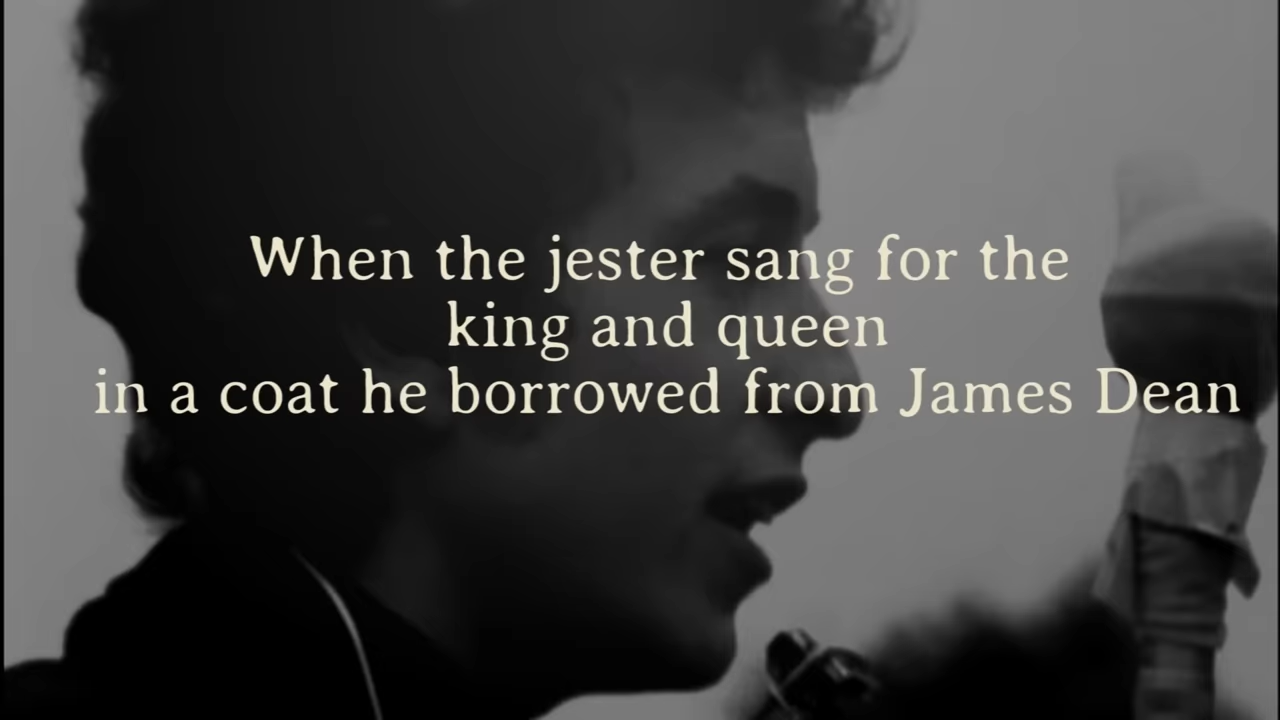 When the jester sang for the
king and queen
in a coat he borrowed from James Dean